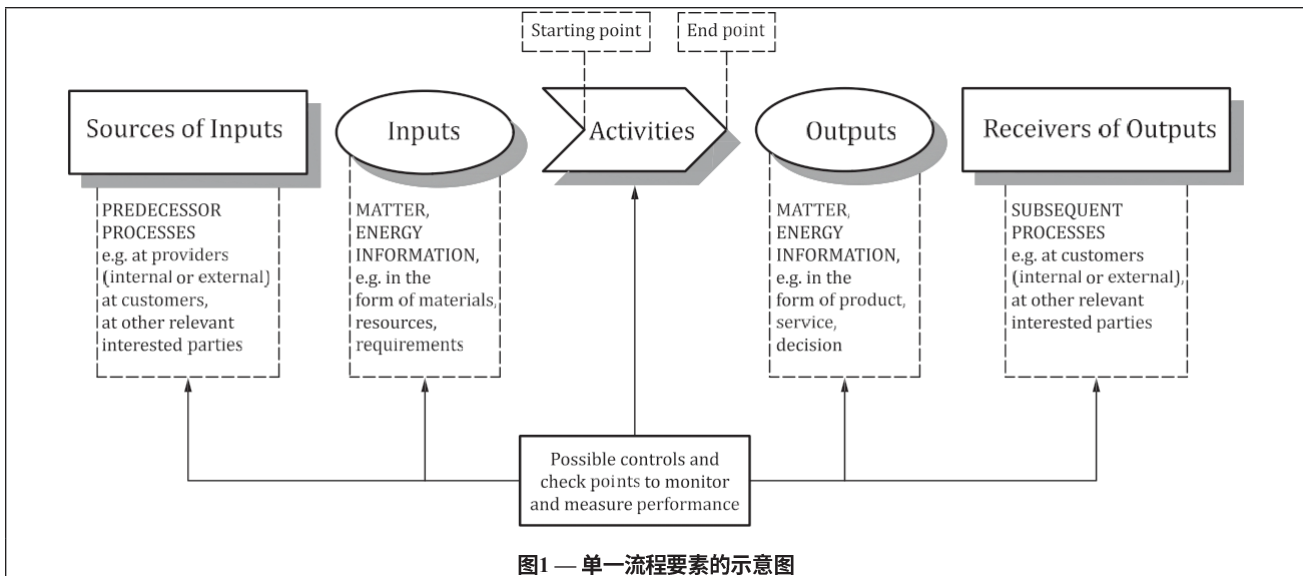 Starting point
End point
Sources of Inputs
Inputs
Activities
Outputs
Receivers of Outputs
PREDECESSOR
PROCESSES
e.g. at providers
(internal or external)
at customers,
at other relevant
interested parties
MATTER,
ENERGY
INFORMATION,
e.g. in the
form of materials,
resources,
requirements
MATTER,
ENERGY
INFORMATION,
e.g. in the
form of product,
service,
decision
SUBSEQUENT
PROCESSES
e.g. at customers
(internal or external),
at other relevant
interested parties
Possible controls and
check points to monitor
and measure performance
图1 — 单一流程要素的示意图